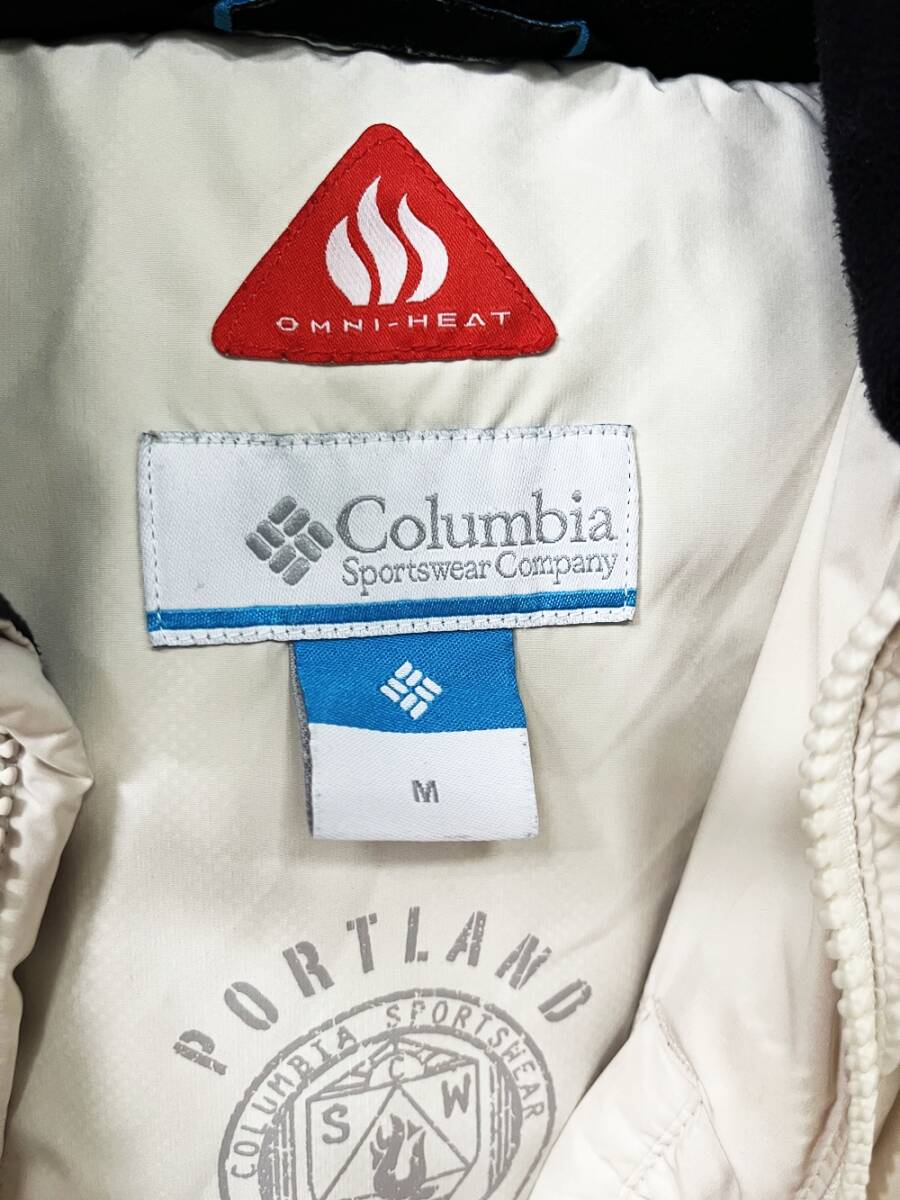 OMNI-HEAT
Columbia
Sportswear Company
M
PORTLAND
COLUMBIA SPORTSWEAR
C
S W